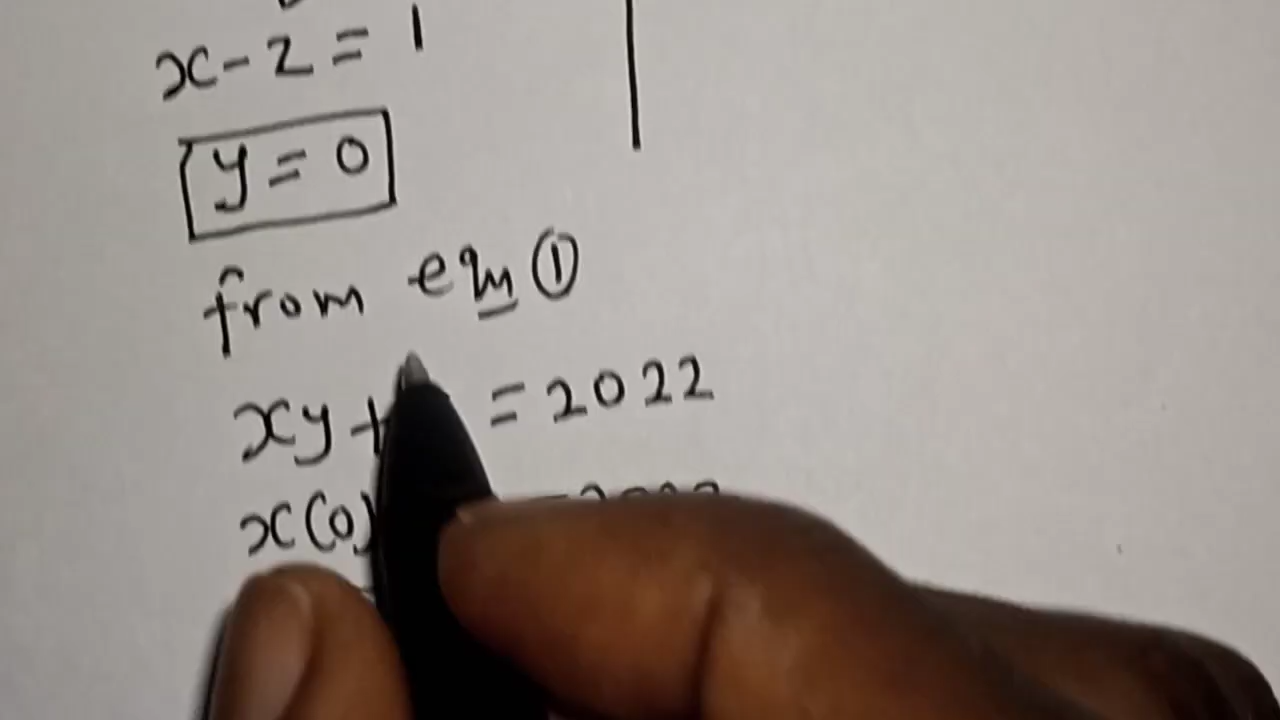 x-z = 1
y = 0
from eqn ①
xy + = 2022
x(0)